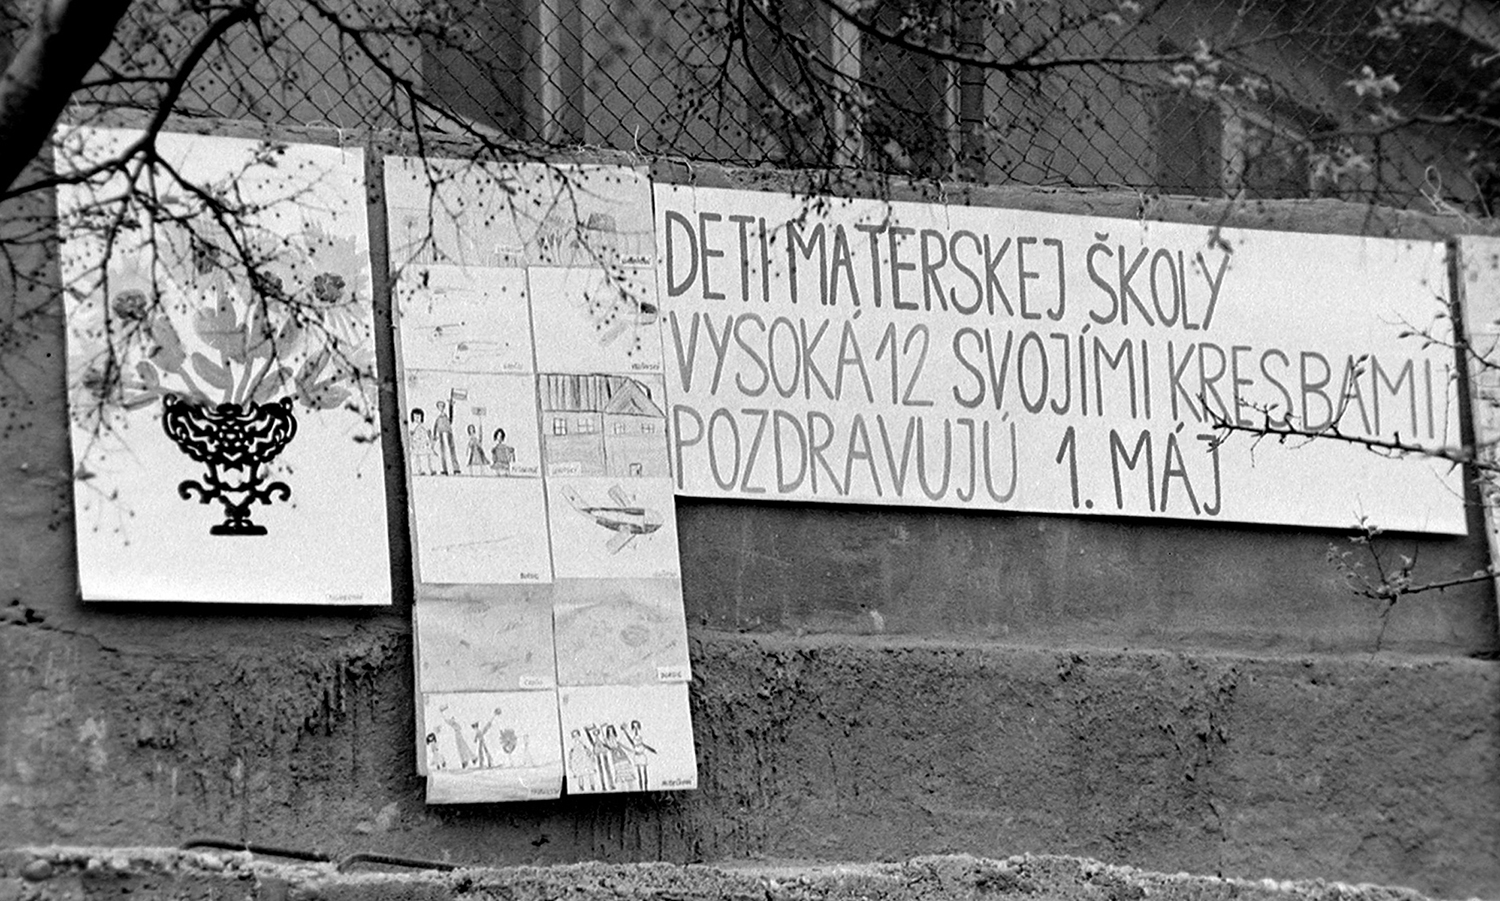 DETI MATERSKEJ ŠKOLY
VYSOKÁ 12 SVOJÍMI KRESBAMI
POZDRAVUJÚ 1. MÁJ